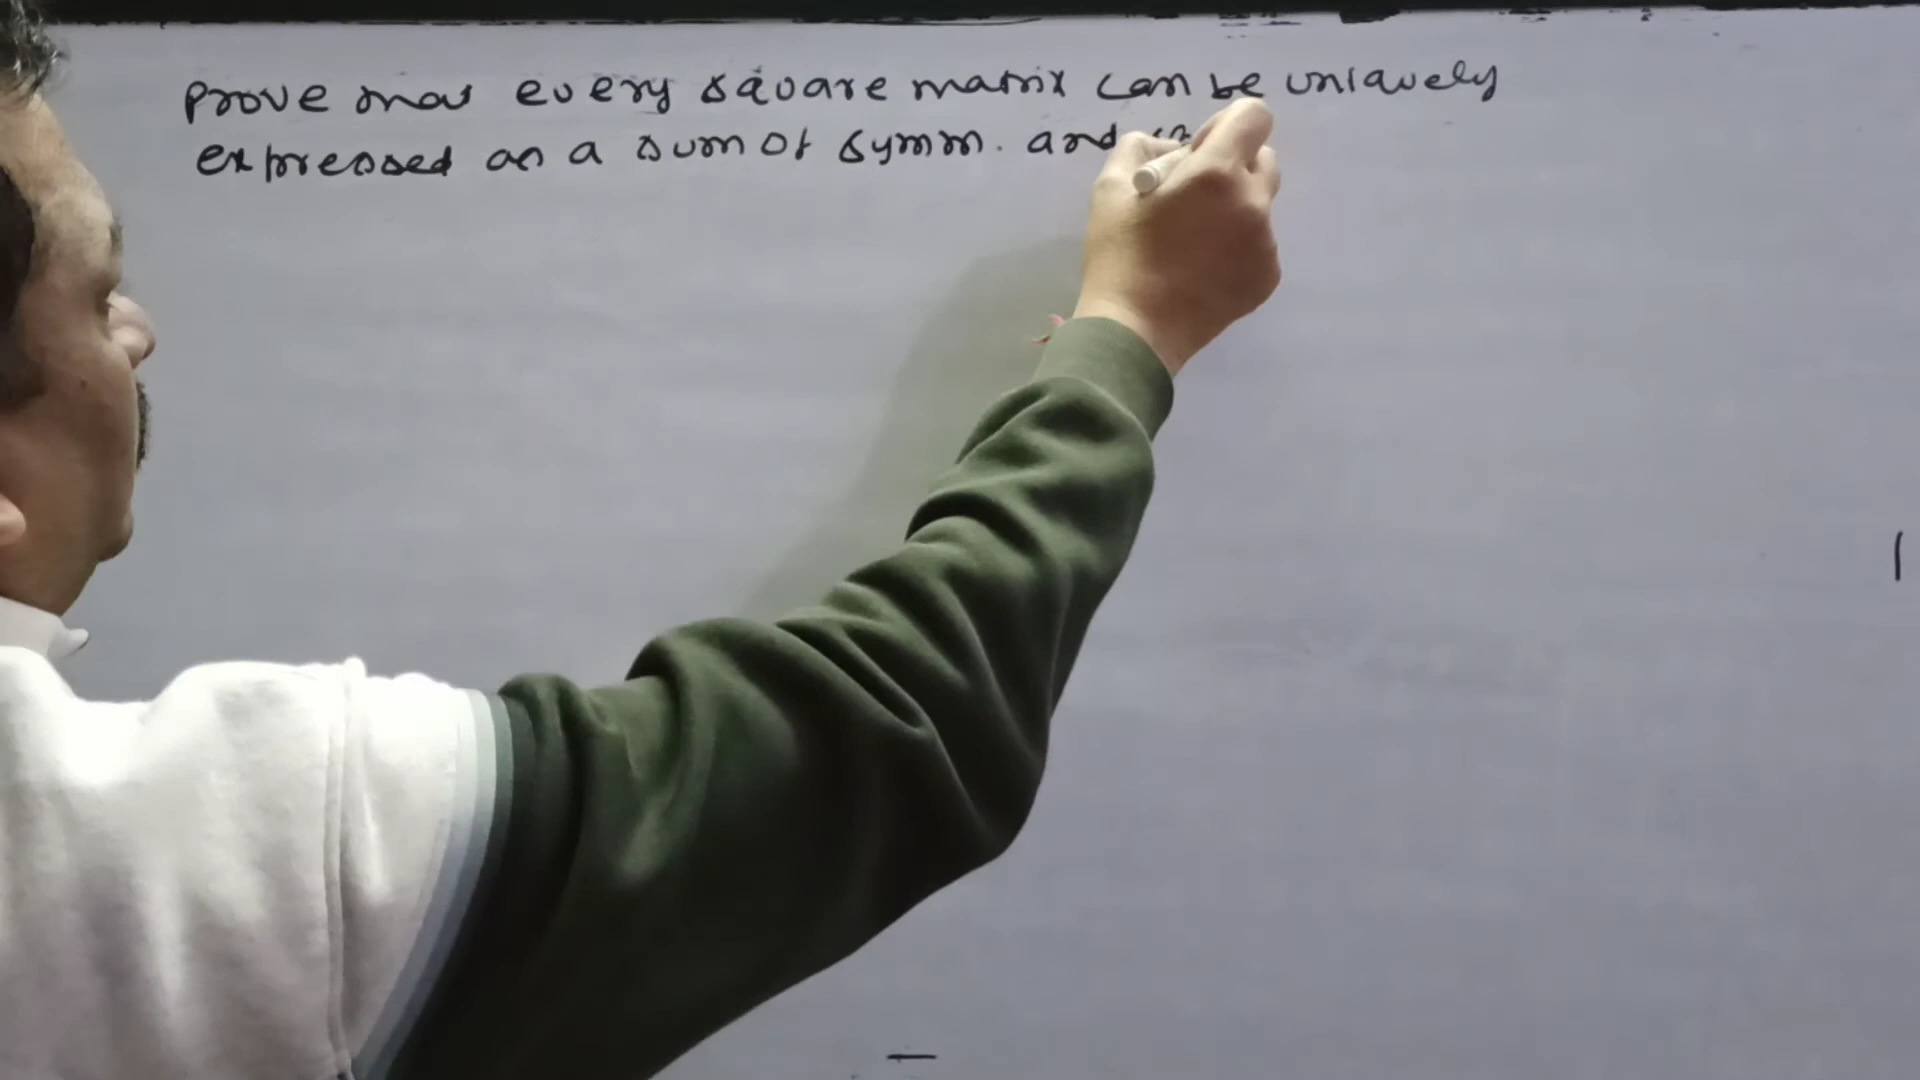 Prove that every square matrix can be uniquely
expressed as a sum of symm. and